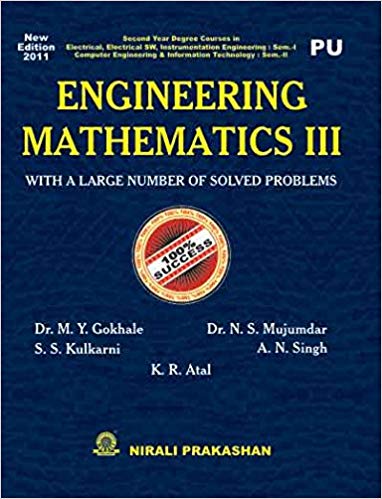 New
Edition
2011
Second Year Degree Courses in
Electrical, Electrical SW, Instrumentation Engineering : Sem.-I
Computer Engineering & Information Technology : Sem.-II
PU
ENGINEERING
MATHEMATICS III
WITH A LARGE NUMBER OF SOLVED PROBLEMS
100%
SUCCESS
Dr. M. Y. Gokhale
Dr. N. S. Mujumdar
S. S. Kulkarni
A. N. Singh
K. R. Atal
NIRALI PRAKASHAN